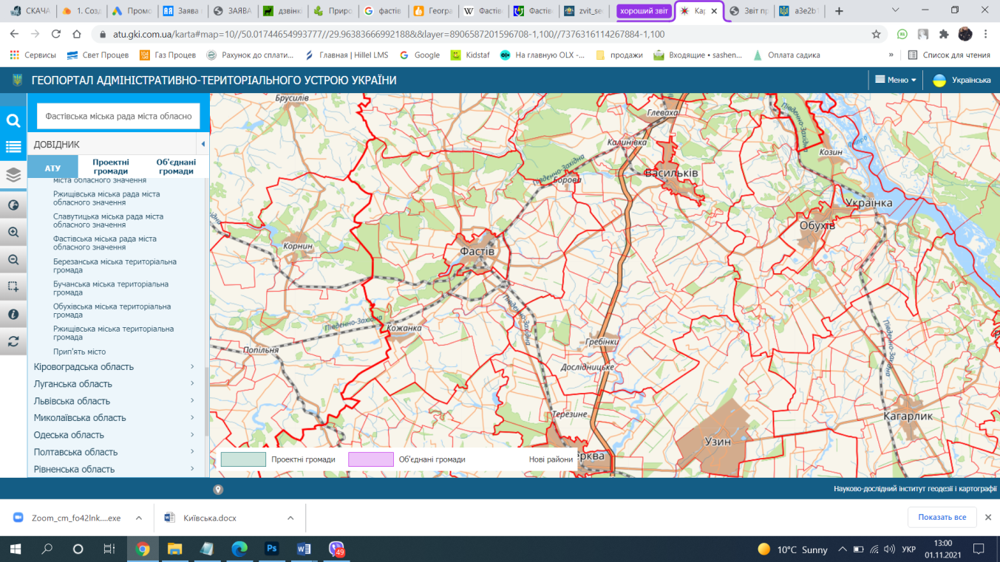 СКАЧА
1. Созд
Промо
Заява
ЗАЯВА
дзвінк
Приро
фастів
Геогра
Фастів
Фастів
zvit_se
хороший звіт
Ка
Звіт пр
a3e2b1
atu.gki.com.ua/karta#map=10//50.01744654993777//29.96383666992188&&layer=8906587201596708-1,100//7376316114267884-1,100
Сервисы
Свет Процев
Газ Процев
Рахунок до сплати...
Главная | Hillel LMS
Google
Kidstaf
На главную OLX -...
продажи
Входящие • sashen...
Оплата садика
»
Список для чтения
ГЕОПОРТАЛ АДМІНІСТРАТИВНО-ТЕРИТОРІАЛЬНОГО УСТРОЮ УКРАЇНИ
Меню
Українська
Фастівська міська рада міста обласно
ДОВІДНИК
АТУ
Проектні громади
Об'єднані громади
міста обласного значення
Ржищівська міська рада міста
обласного значення
Славутицька міська рада міста
обласного значення
Фастівська міська рада міста
обласного значення
Березанська міська територіальна
громада
Бучанська міська територіальна
громада
Обухівська міська територіальна
громада
Ржищівська міська територіальна
громада
Прип'ять місто
Кіровоградська область
Луганська область
Львівська область
Миколаївська область
Одеська область
Полтавська область
Рівненська область
Брусилів
Глеваха
Південно-Західна
Калинівка
Козин
Дніпро
Південно-Західна
Борова
Васильків
Українка
Обухів
Корнин
Фастів
Південно-Західна
Південно-Західна
Кожанка
Попільня
Гребінки
Дослідницьке
Південно-Західна
Терезине
Кагарлик
Узин
ерква
Проектні громади
Об'єднані громади
Нові райони
Науково-дослідний інститут геодезії і картографії
Zoom_cm_fo42lnk....exe
Київська.docx
Показать все
49
10°C Sunny
УКР
13:00
01.11.2021